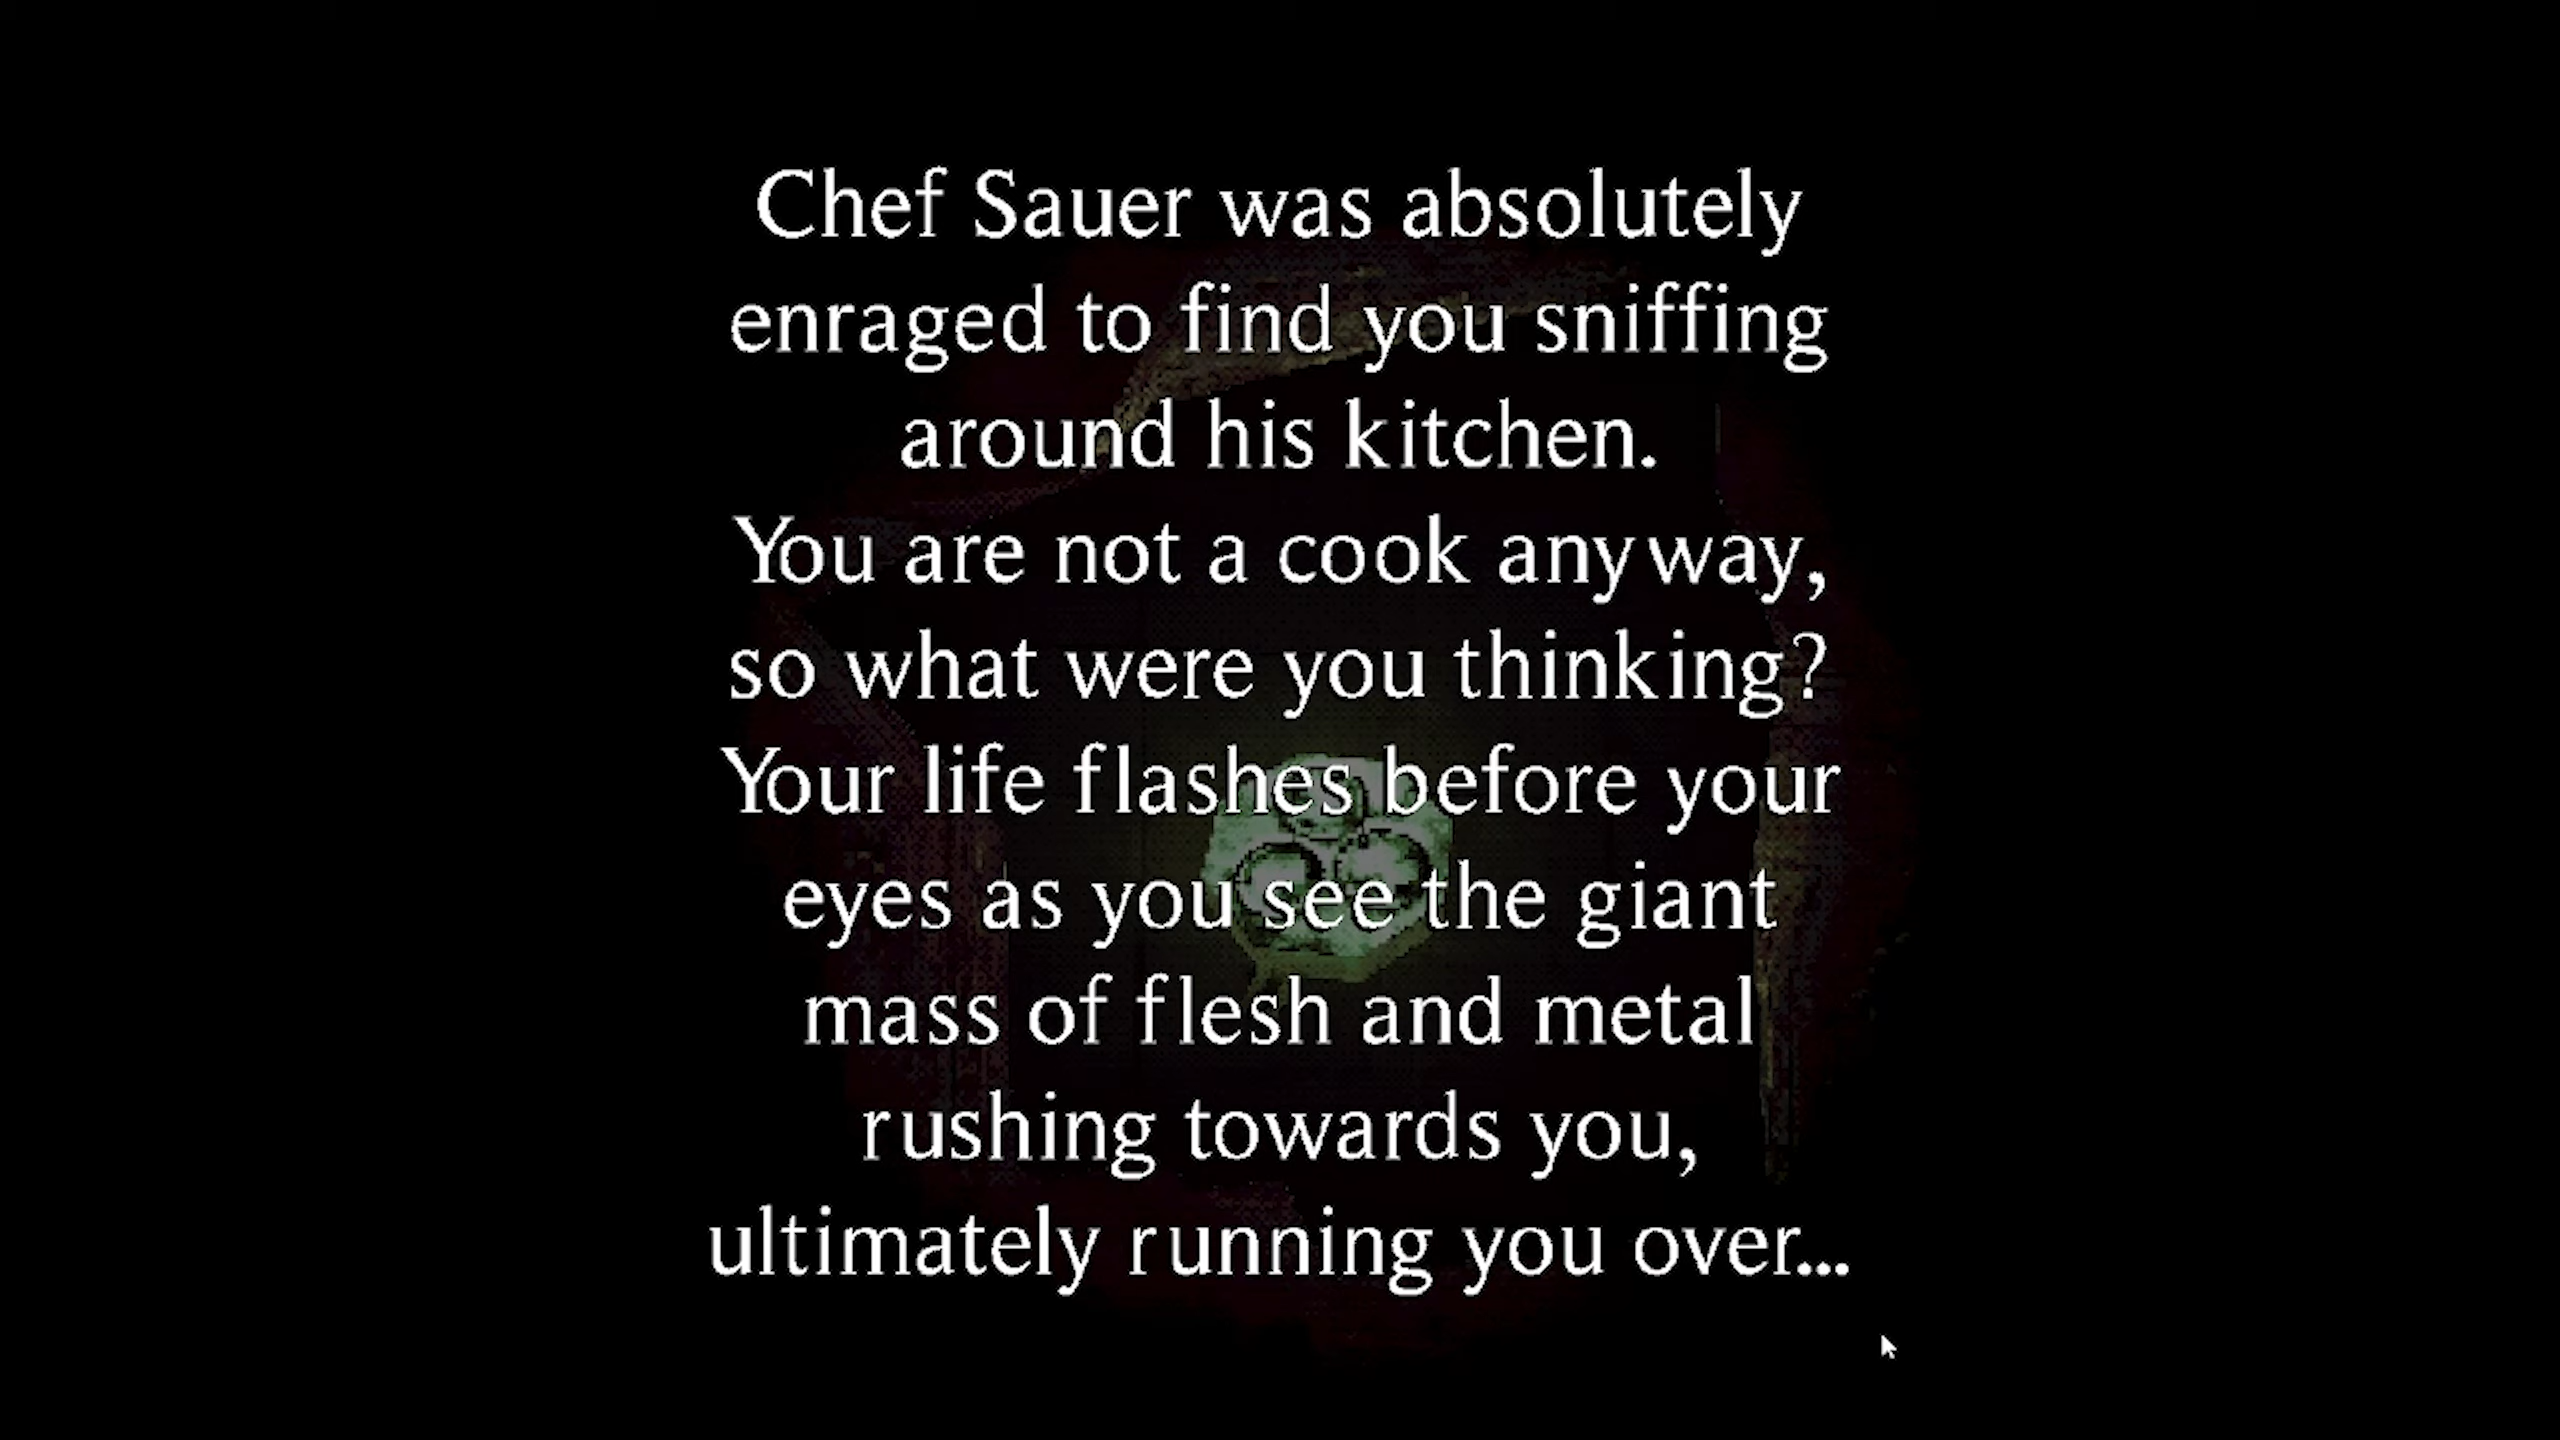 Chef Sauer was absolutely
enraged to find you sniffing
around his kitchen.
You are not a cook anyway,
so what were you thinking?
Your life flashes before your
eyes as you see the giant
mass of flesh and metal
rushing towards you,
ultimately running you over...